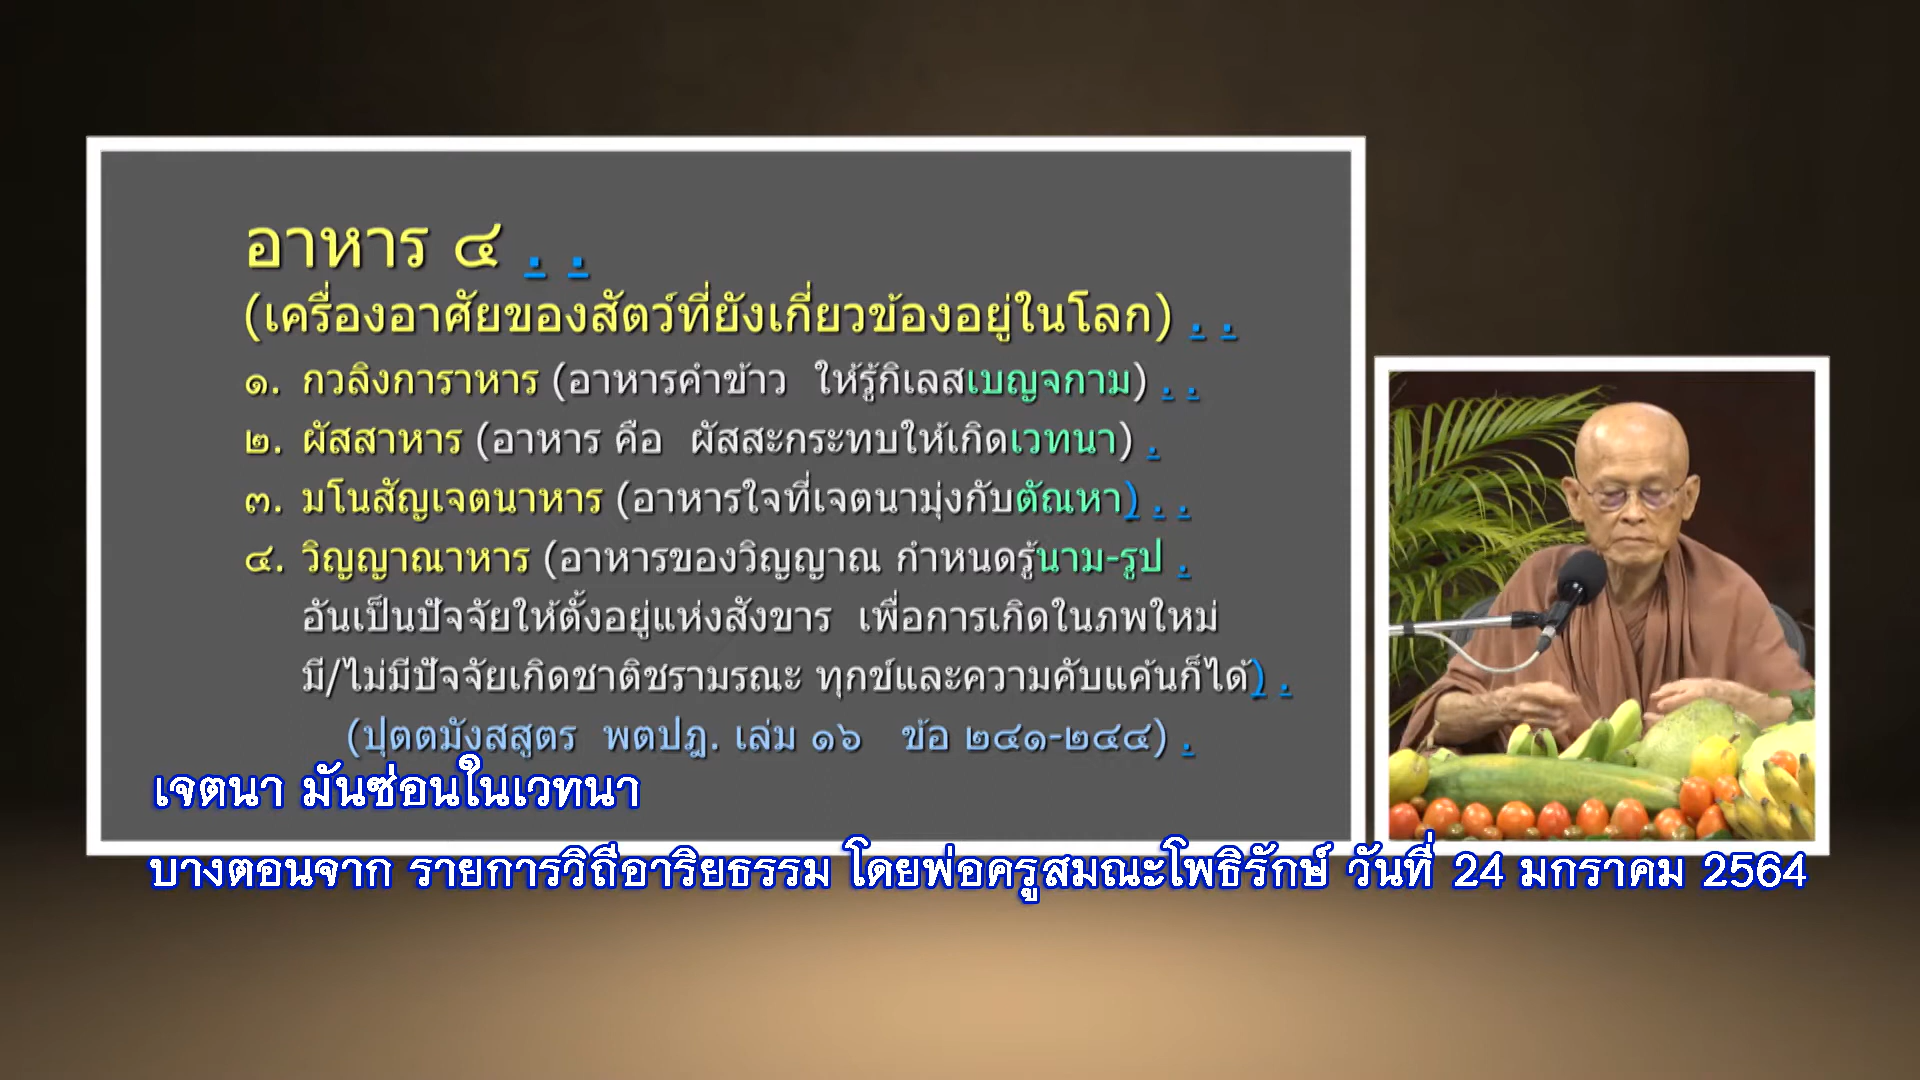 อาหาร ๔ . .
(เครื่องอาศัยของสัตว์ที่ยังเกี่ยวข้องอยู่ในโลก) . .
๑. กวลิงการาหาร (อาหารคำข้าว ให้รู้กิเลสเบญจกาม) . .
๒. ผัสสาหาร (อาหาร คือ ผัสสะกระทบให้เกิดเวทนา) .
๓. มโนสัญเจตนาหาร (อาหารใจที่เจตนามุ่งกับตัณหา) . .
๔. วิญญาณาหาร (อาหารของวิญญาณ กำหนดรู้นาม-รูป .
อันเป็นปัจจัยให้ตั้งอยู่แห่งสังขาร เพื่อการเกิดในภพใหม่
มี/ไม่มีปัจจัยเกิดชาติชรามรณะ ทุกข์และความคับแค้นก็ได้) .
(ปุตตมังสสูตร พตปฎ. เล่ม ๑๖ ข้อ ๒๔๑-๒๔๔) .
เจตนา มันซ่อนในเวทนา
บางตอนจาก รายการวิถีอาริยธรรม โดยพ่อครูสมณะโพธิรักษ์ วันที่ 24 มกราคม 2564